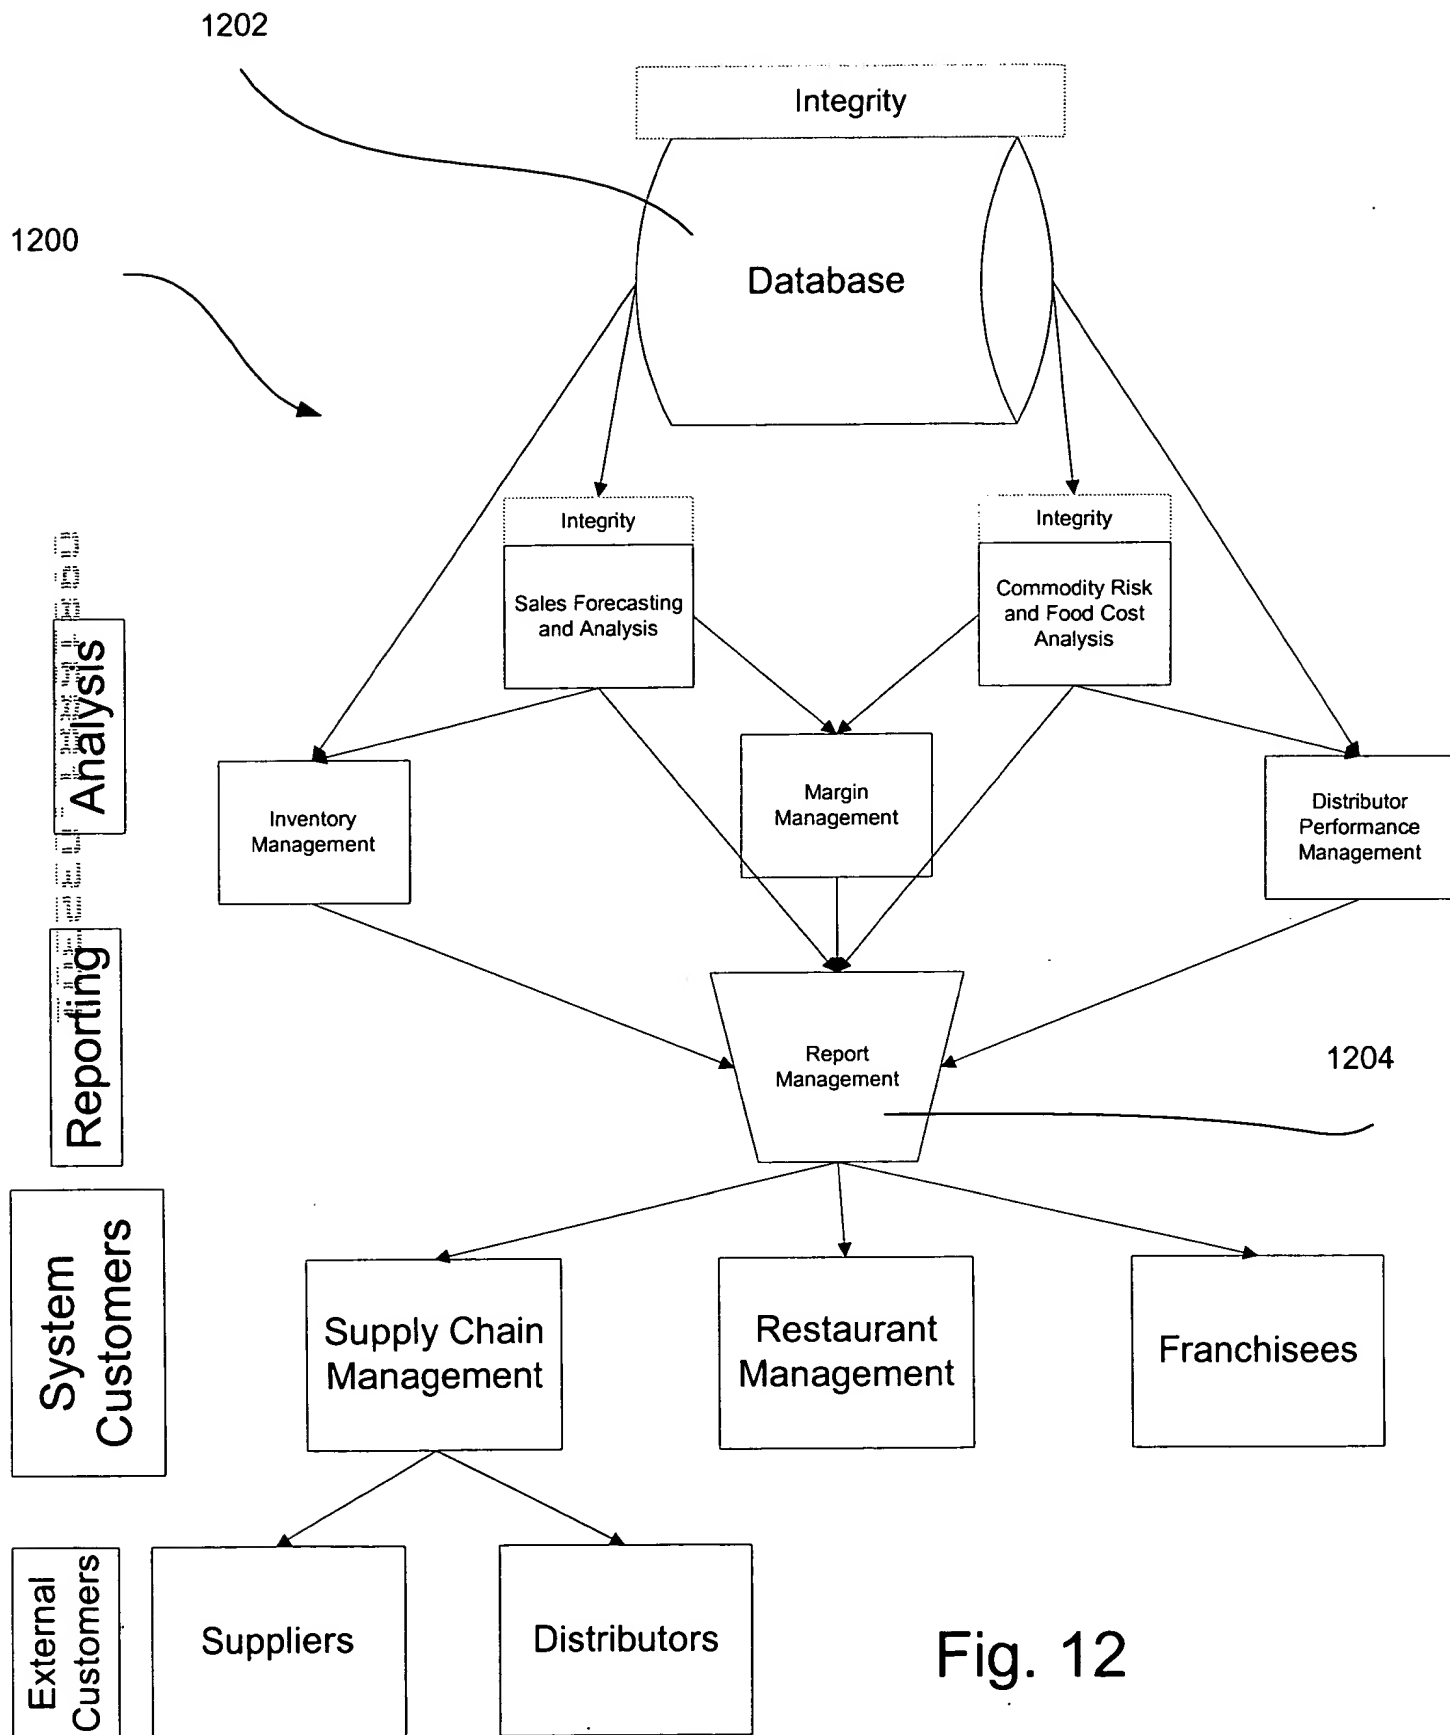 1202
Integrity
1200
Database
Integrity
Integrity
Sales Forecasting
and Analysis
Commodity Risk
and Food Cost
Analysis
Analysis
Inventory
Management
Margin
Management
Distributor
Performance
Management
Reporting
Report
Management
1204
System
Customers
Supply Chain
Management
Restaurant
Management
Franchisees
External
Customers
Suppliers
Distributors
Fig. 12